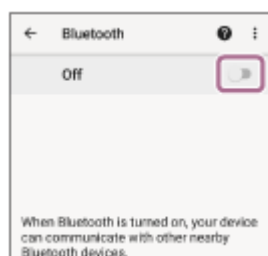 Bluetooth
Off
When Bluetooth is turned on, your device
can communicate with other nearby
Bluetooth devices.